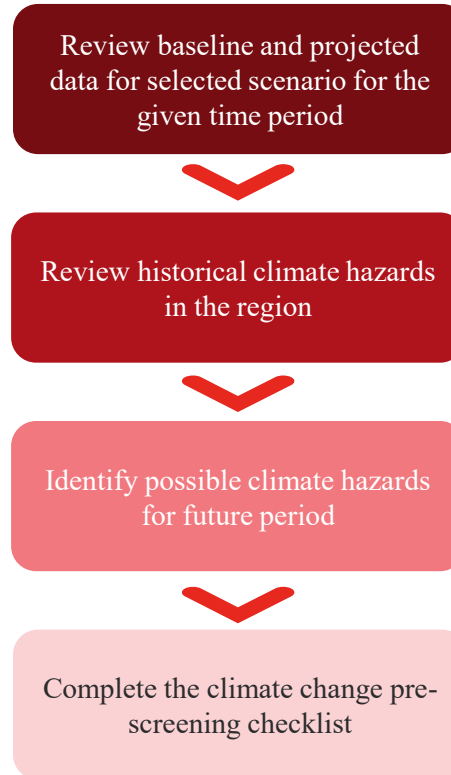 Review baseline and projected
data for selected scenario for the
given time period
Review historical climate hazards
in the region
Identify possible climate hazards
for future period
Complete the climate change pre-
screening checklist